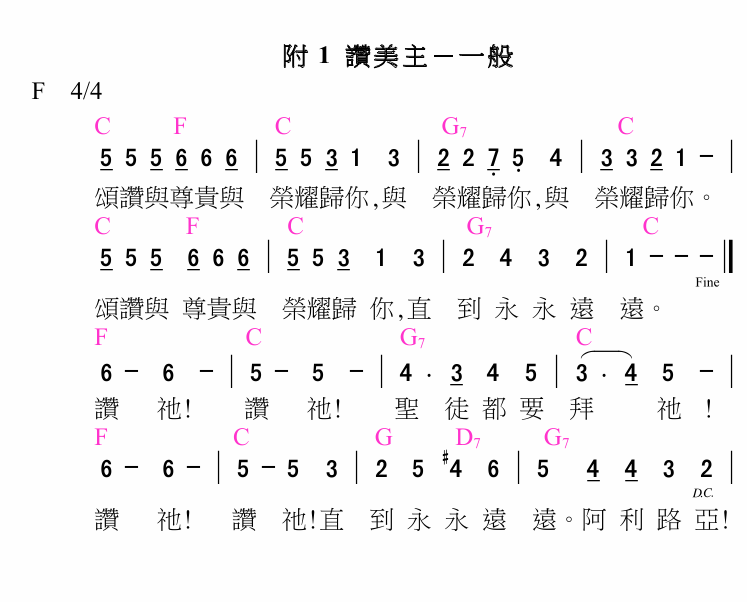 附 1 讚美主－一般
F 4/4
C F C G7 C
5 5 5 6 6 6 | 5 5 3 1 3 | 2 2 7 5 4 | 3 3 2 1 － |
頌讚與尊貴與 榮耀歸你,與 榮耀歸你,與 榮耀歸你。
C F C G7 C
5 5 5 6 6 6 | 5 5 3 1 3 | 2 4 3 2 | 1 － － － ‖
Fine
頌讚與 尊貴與 榮耀歸 你,直 到 永 永 遠 遠。
F C G7 C
6 － 6 － | 5 － 5 － | 4 · 3 4 5 | 3 · 4 5 － |
讚 祂! 讚 祂! 聖 徒 都 要 拜 祂 !
F C G D7 G7
6 － 6 － | 5 － 5 3 | 2 5 #4 6 | 5 4 4 3 2 |
D.C.
讚 祂! 讚 祂!直 到 永 永 遠 遠。阿 利 路 亞!